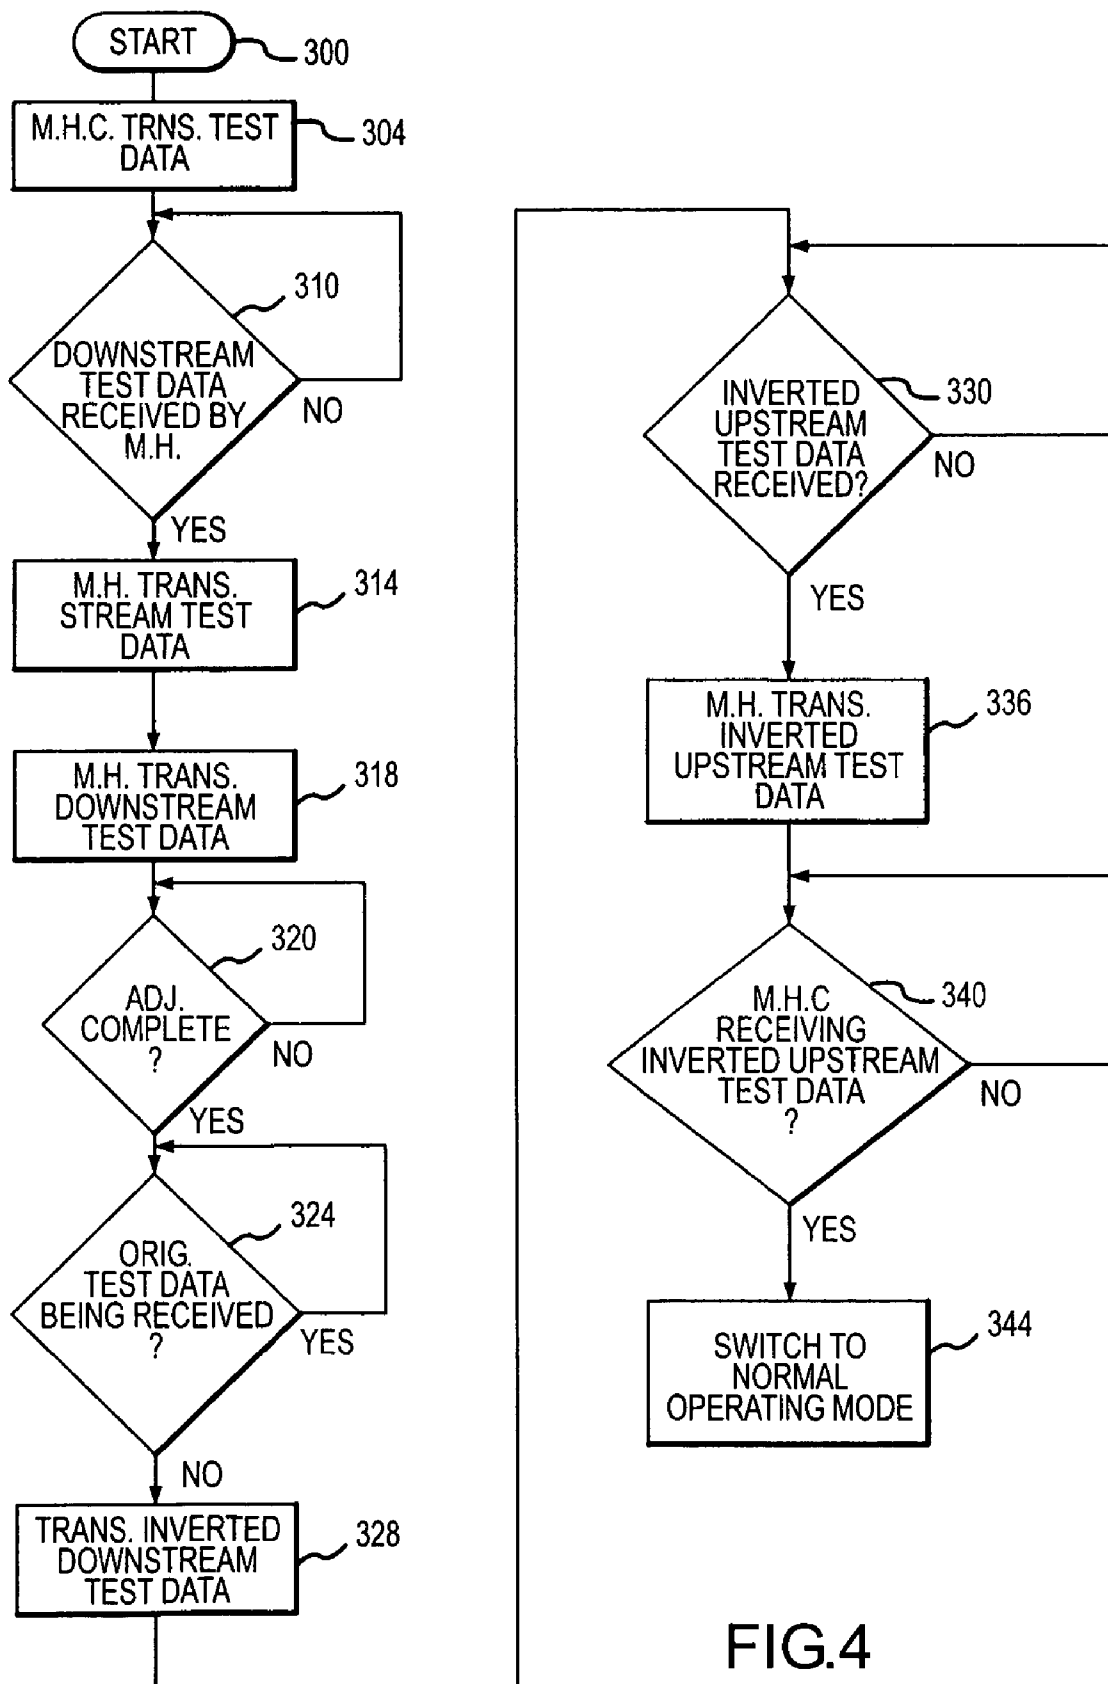 START
300
M.H.C. TRNS. TEST
DATA
304
310
DOWNSTREAM
TEST DATA
RECEIVED BY
M.H.
NO
YES
M.H. TRANS.
STREAM TEST
DATA
314
M.H. TRANS.
DOWNSTREAM
TEST DATA
318
320
ADJ.
COMPLETE
?
NO
YES
324
ORIG.
TEST DATA
BEING RECEIVED
?
YES
NO
TRANS. INVERTED
DOWNSTREAM
TEST DATA
328
330
INVERTED
UPSTREAM
TEST DATA
RECEIVED?
NO
YES
M.H. TRANS.
INVERTED
UPSTREAM TEST
DATA
336
340
M.H.C
RECEIVING
INVERTED UPSTREAM
TEST DATA
?
NO
YES
SWITCH TO
NORMAL
OPERATING MODE
344
FIG.4